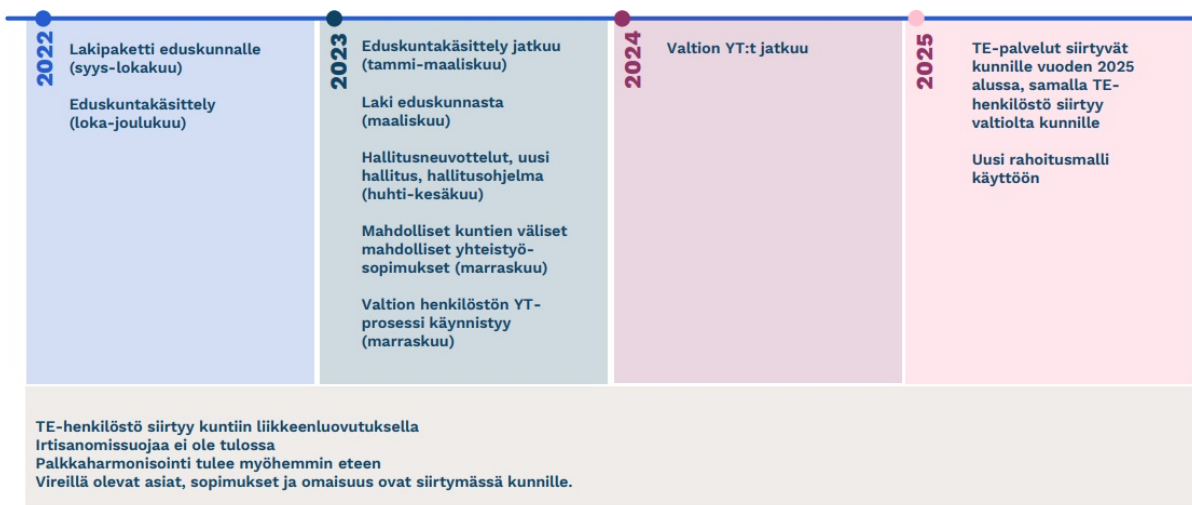 2022
Lakipaketti eduskunnalle
(syys-lokakuu)
Eduskuntakäsittely
(loka-joulukuu)
2023
Eduskuntakäsittely jatkuu
(tammi-maaliskuu)
Laki eduskunnasta
(maaliskuu)
Hallitusneuvottelut, uusi
hallitus, hallitusohjelma
(huhti-kesäkuu)
Mahdolliset kuntien väliset
mahdolliset yhteistyö-
sopimukset (marraskuu)
Valtion henkilöstön YT-
prosessi käynnistyy
(marraskuu)
2024
Valtion YT:t jatkuu
2025
TE-palvelut siirtyvät
kunnille vuoden 2025
alussa, samalla TE-
henkilöstö siirtyy
valtiolta kunnille
Uusi rahoitusmalli
käyttöön
TE-henkilöstö siirtyy kuntiin liikkeenluovutuksella
Irtisanomissuojaa ei ole tulossa
Palkkaharmonisointi tulee myöhemmin eteen
Vireillä olevat asiat, sopimukset ja omaisuus ovat siirtymässä kunnille.